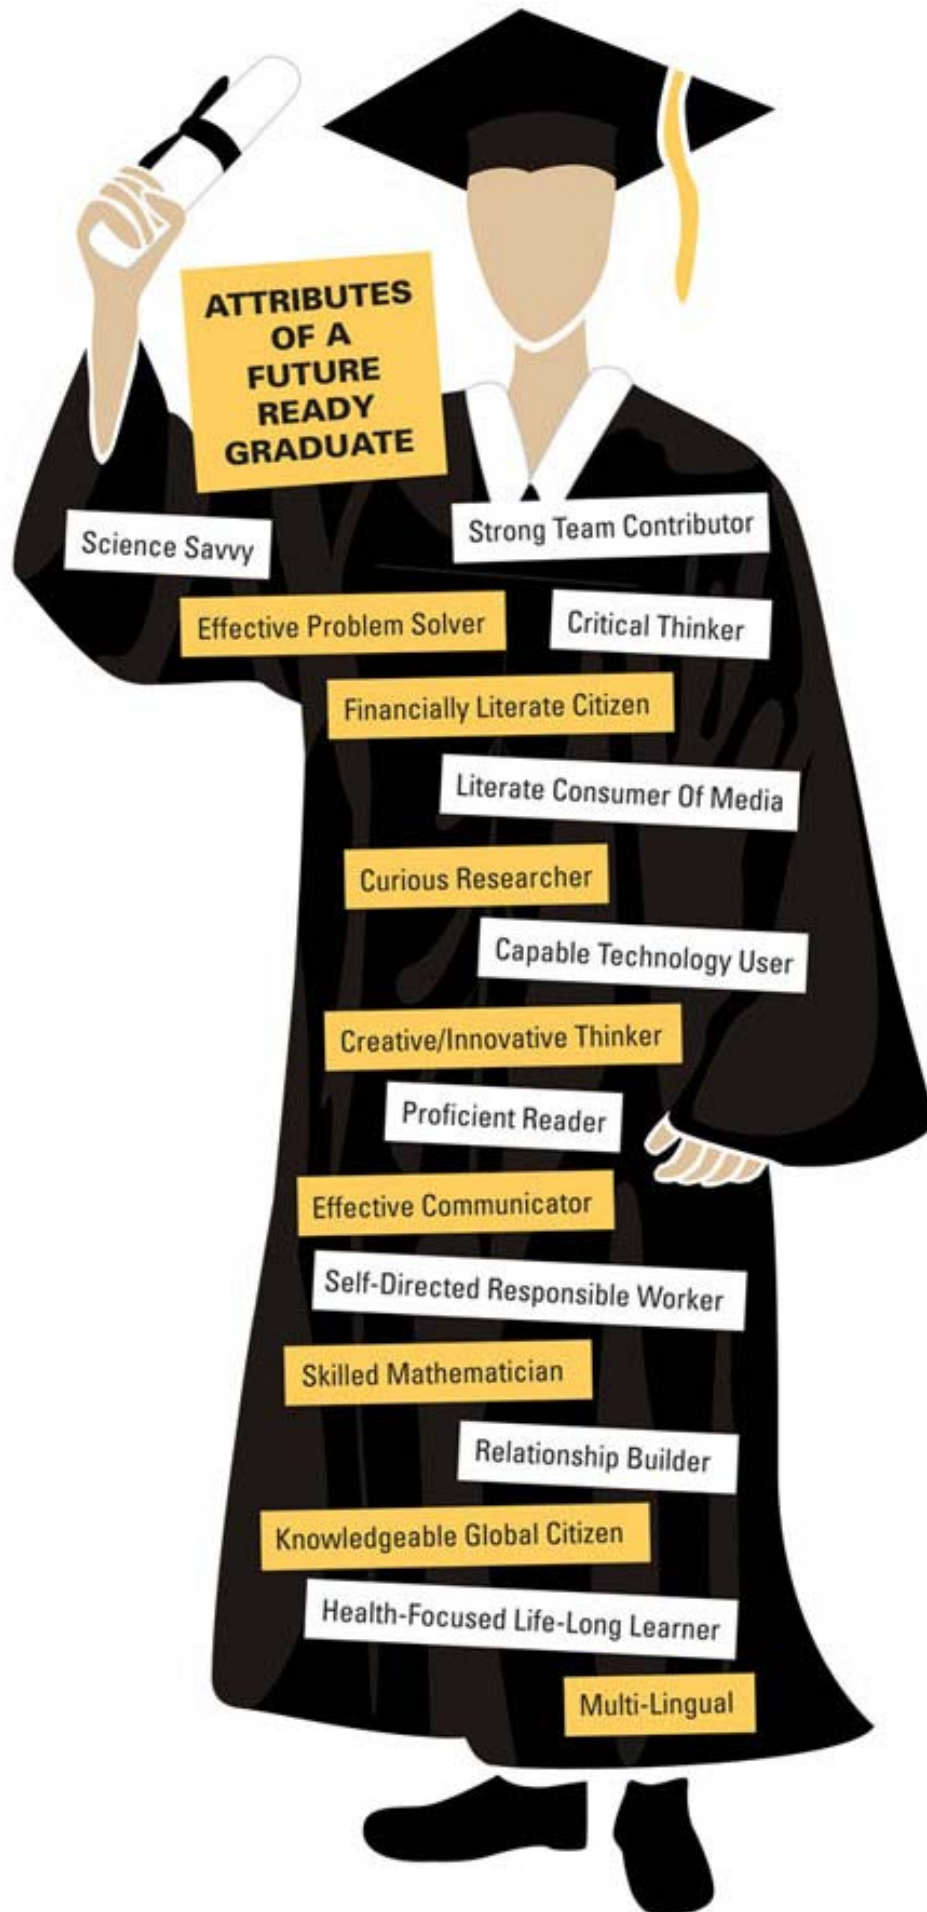 ATTRIBUTES
OF A
FUTURE
READY
GRADUATE
Science Savvy
Strong Team Contributor
Effective Problem Solver
Critical Thinker
Financially Literate Citizen
Literate Consumer Of Media
Curious Researcher
Capable Technology User
Creative/Innovative Thinker
Proficient Reader
Effective Communicator
Self-Directed Responsible Worker
Skilled Mathematician
Relationship Builder
Knowledgeable Global Citizen
Health-Focused Life-Long Learner
Multi-Lingual